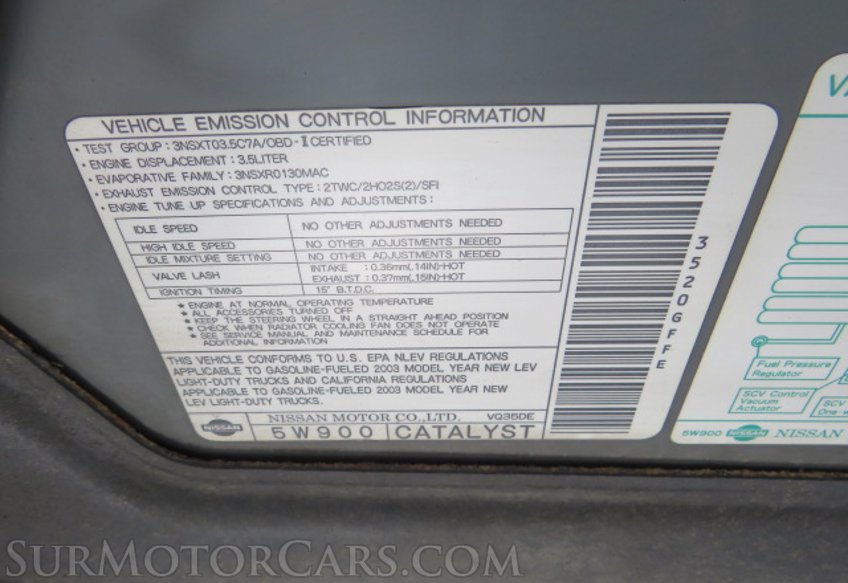 VEHICLE EMISSION CONTROL INFORMATION
• TEST GROUP : 3NSXT03.5C7A/OBD-Ⅱ CERTIFIED
• ENGINE DISPLACEMENT : 3.5LITER
• EVAPORATIVE FAMILY : 3NSXR0130MAC
• EXHAUST EMISSION CONTROL TYPE : 2TWC/2HO2S(2)/SFI
• ENGINE TUNE UP SPECIFICATIONS AND ADJUSTMENTS :
IDLE SPEED NO OTHER ADJUSTMENTS NEEDED
HIGH IDLE SPEED NO OTHER ADJUSTMENTS NEEDED
IDLE MIXTURE SETTING NO OTHER ADJUSTMENTS NEEDED
VALVE LASH INTAKE : 0.36mm(.14IN)-HOT
EXHAUST : 0.37mm(.15IN)-HOT
IGNITION TIMING 15° B.T.D.C.
★ ENGINE AT NORMAL OPERATING TEMPERATURE
★ ALL ACCESSORIES TURNED OFF
★ KEEP THE STEERING WHEEL IN A STRAIGHT AHEAD POSITION
★ CHECK WHEN RADIATOR COOLING FAN DOES NOT OPERATE
★ SEE SERVICE MANUAL AND MAINTENANCE SCHEDULE FOR
ADDITIONAL INFORMATION
THIS VEHICLE CONFORMS TO U.S. EPA NLEV REGULATIONS
APPLICABLE TO GASOLINE-FUELED 2003 MODEL YEAR NEW LEV
LIGHT-DUTY TRUCKS AND CALIFORNIA REGULATIONS
APPLICABLE TO GASOLINE-FUELED 2003 MODEL YEAR NEW
LEV LIGHT-DUTY TRUCKS.
NISSAN NISSAN MOTOR CO.,LTD. VQ35DE
5W900 CATALYST
3520GFFE
VA
Fuel Pressure
Regulator
SCV Control
Vacuum
Actuator
SCV
One-w
5W900 NISSAN NISSAN
SURMOTORCARS.COM